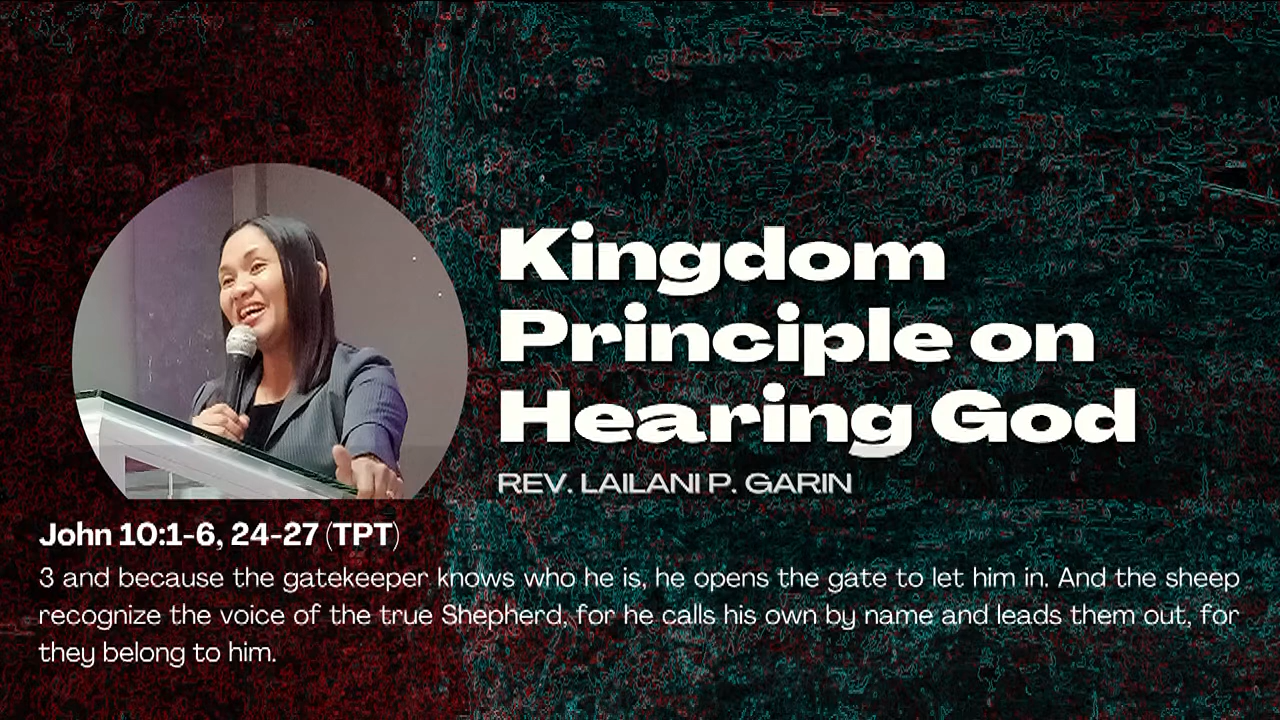 Kingdom
Principle on
Hearing God
REV. LAILANI P. GARIN
John 10:1-6, 24-27 (TPT)
3 and because the gatekeeper knows who he is, he opens the gate to let him in. And the sheep
recognize the voice of the true Shepherd, for he calls his own by name and leads them out, for
they belong to him.